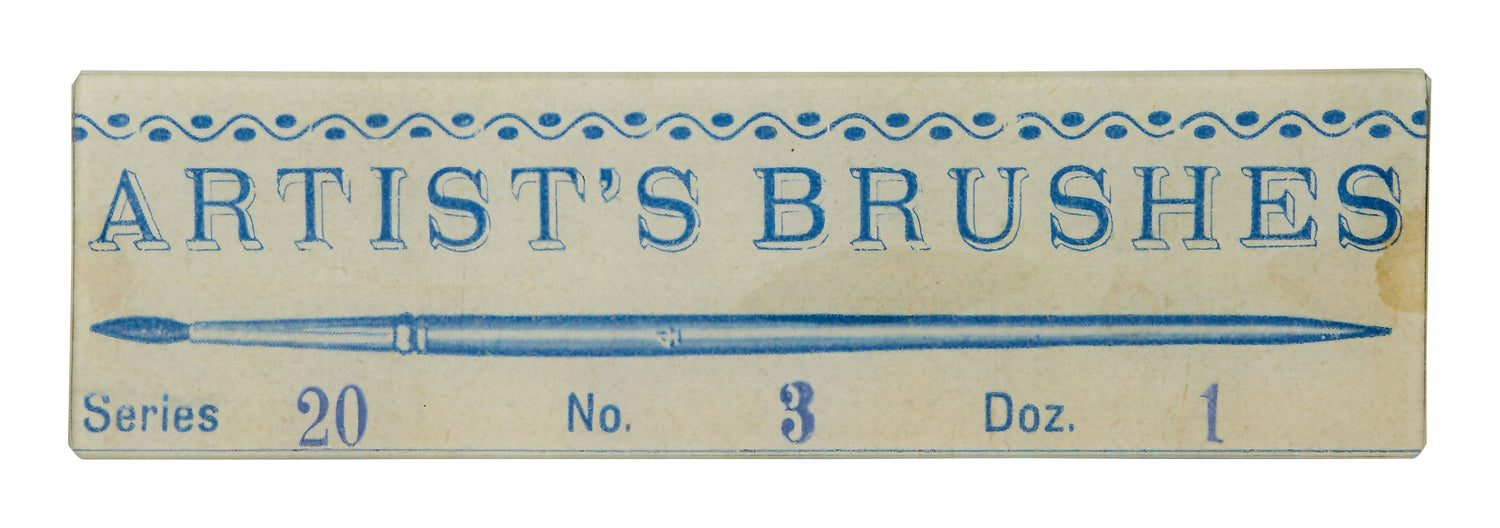 ARTIST'S BRUSHES
Series 20 No. 3 Doz. 1